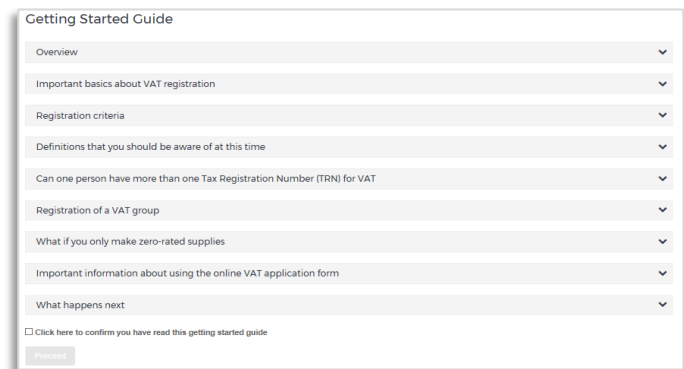 Getting Started Guide
Overview
Important basics about VAT registration
Registration criteria
Definitions that you should be aware of at this time
Can one person have more than one Tax Registration Number (TRN) for VAT
Registration of a VAT group
What if you only make zero-rated supplies
Important information about using the online VAT application form
What happens next
Click here to confirm you have read this getting started guide
Proceed